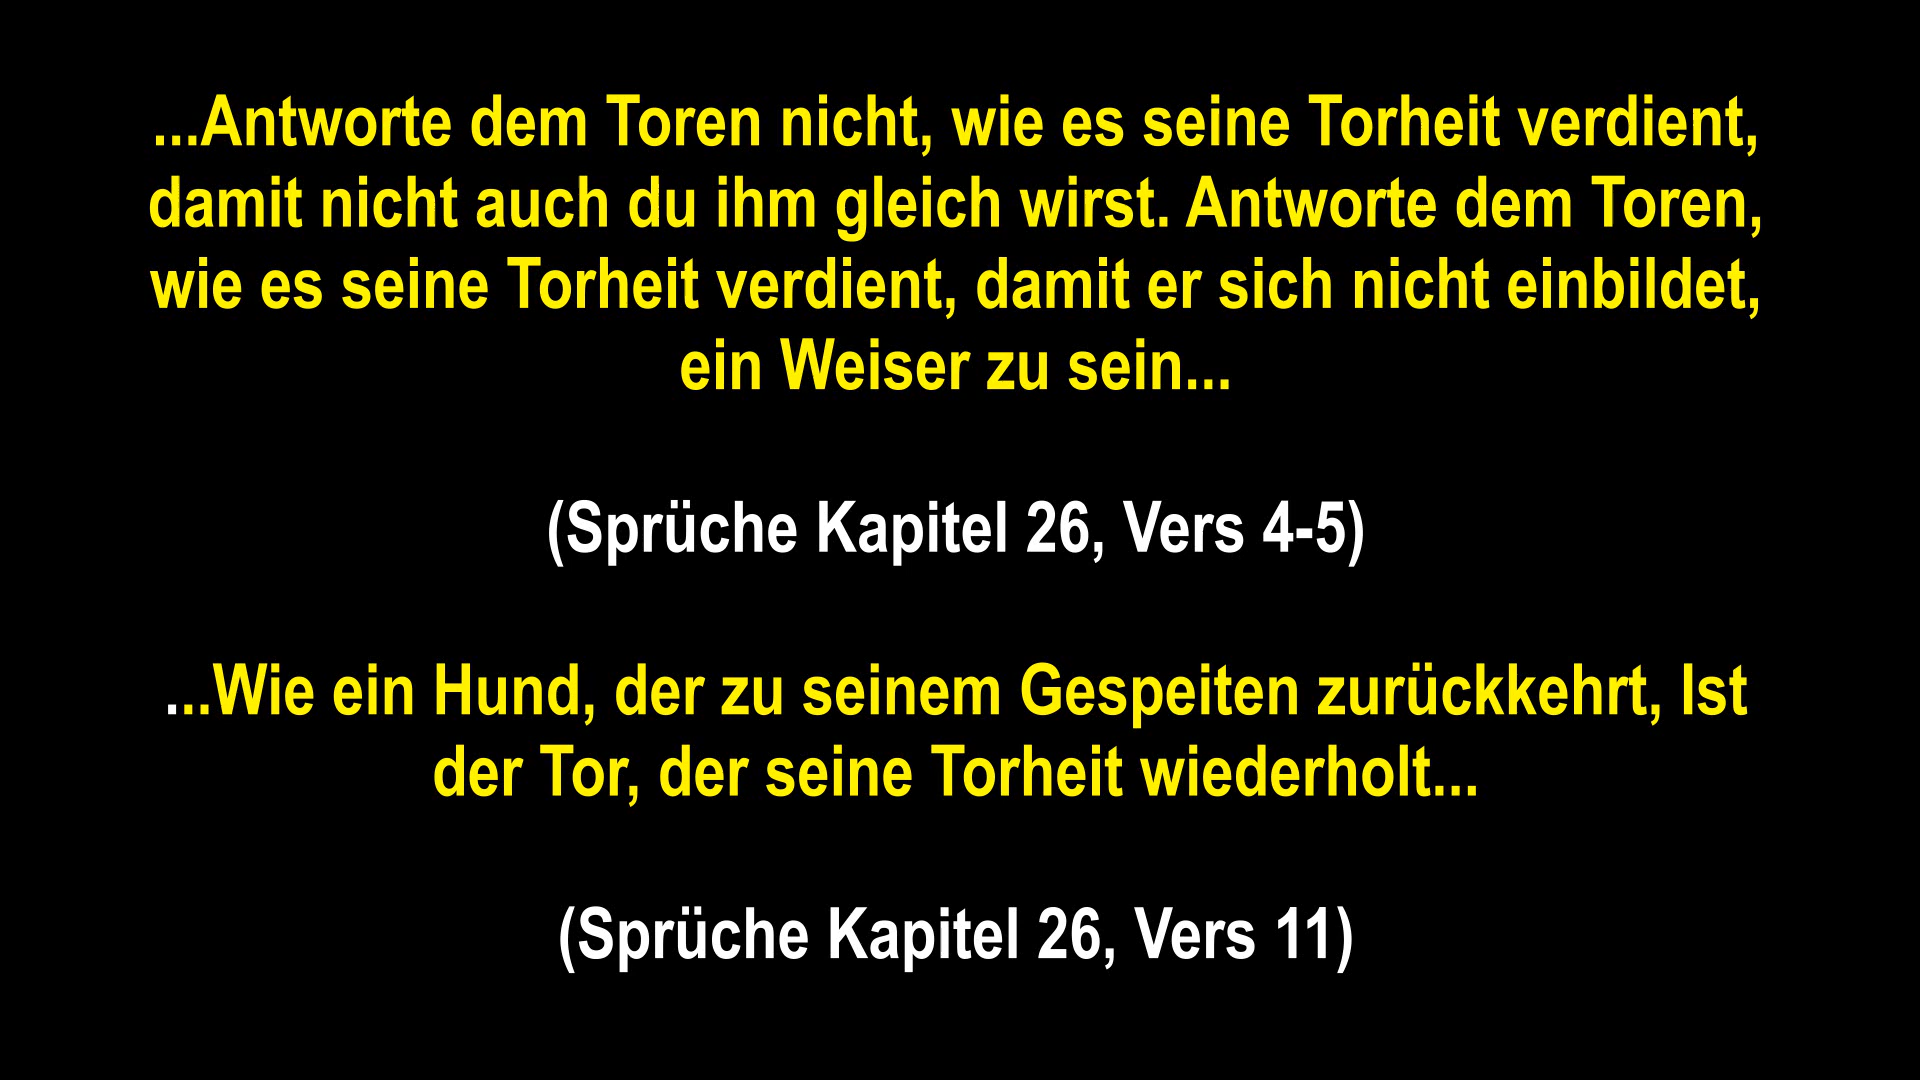 ...Antworte dem Toren nicht, wie es seine Torheit verdient,
damit nicht auch du ihm gleich wirst. Antworte dem Toren,
wie es seine Torheit verdient, damit er sich nicht einbildet,
ein Weiser zu sein...
(Sprüche Kapitel 26, Vers 4-5)
...Wie ein Hund, der zu seinem Gespeiten zurückkehrt, Ist
der Tor, der seine Torheit wiederholt...
(Sprüche Kapitel 26, Vers 11)